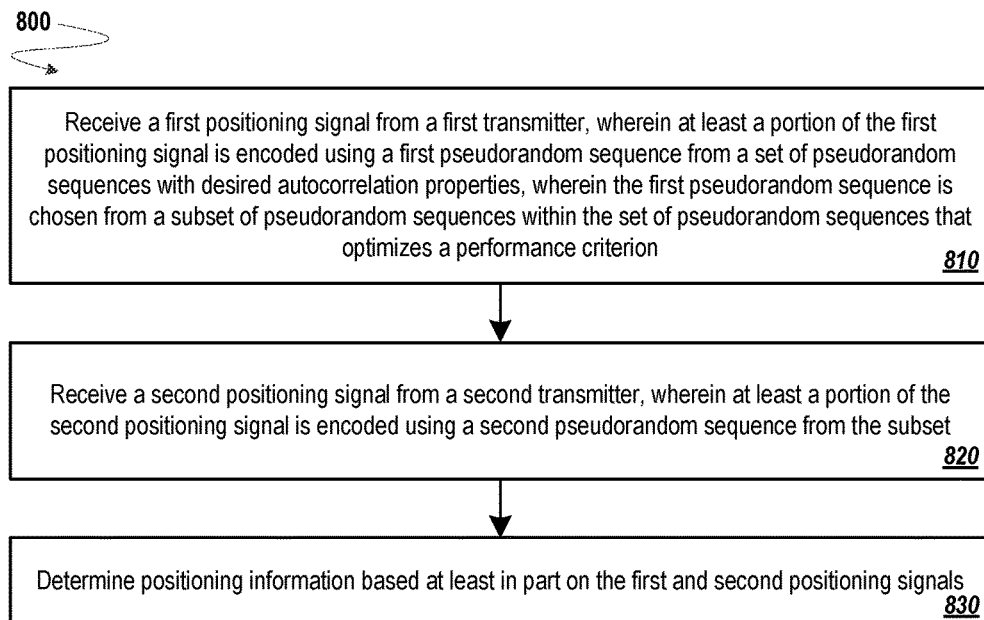 800
Receive a first positioning signal from a first transmitter, wherein at least a portion of the first
positioning signal is encoded using a first pseudorandom sequence from a set of pseudorandom
sequences with desired autocorrelation properties, wherein the first pseudorandom sequence is
chosen from a subset of pseudorandom sequences within the set of pseudorandom sequences that
optimizes a performance criterion
810
Receive a second positioning signal from a second transmitter, wherein at least a portion of the
second positioning signal is encoded using a second pseudorandom sequence from the subset
820
Determine positioning information based at least in part on the first and second positioning signals
830